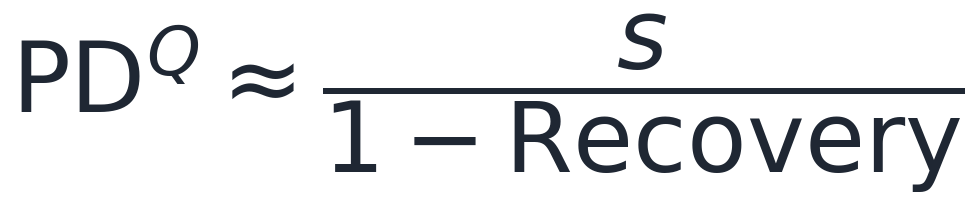 PD^Q ≈ s / (1 − Recovery)